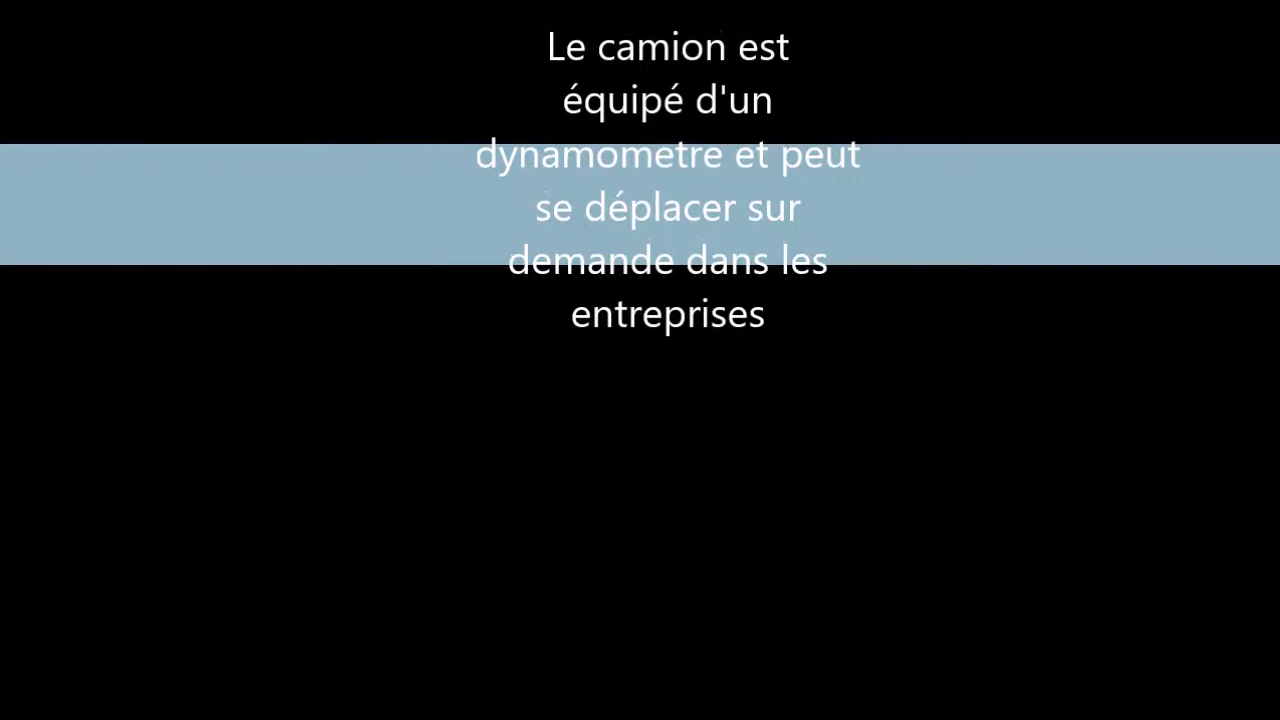 Le camion est
équipé d'un
dynamometre et peut
se déplacer sur
demande dans les
entreprises